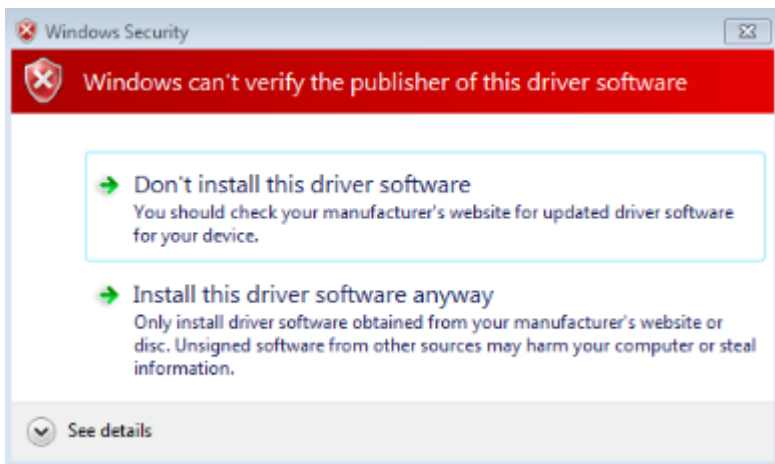 Windows Security
Windows can't verify the publisher of this driver software
Don't install this driver software
You should check your manufacturer's website for updated driver software
for your device.
Install this driver software anyway
Only install driver software obtained from your manufacturer's website or
disc. Unsigned software from other sources may harm your computer or steal
information.
See details